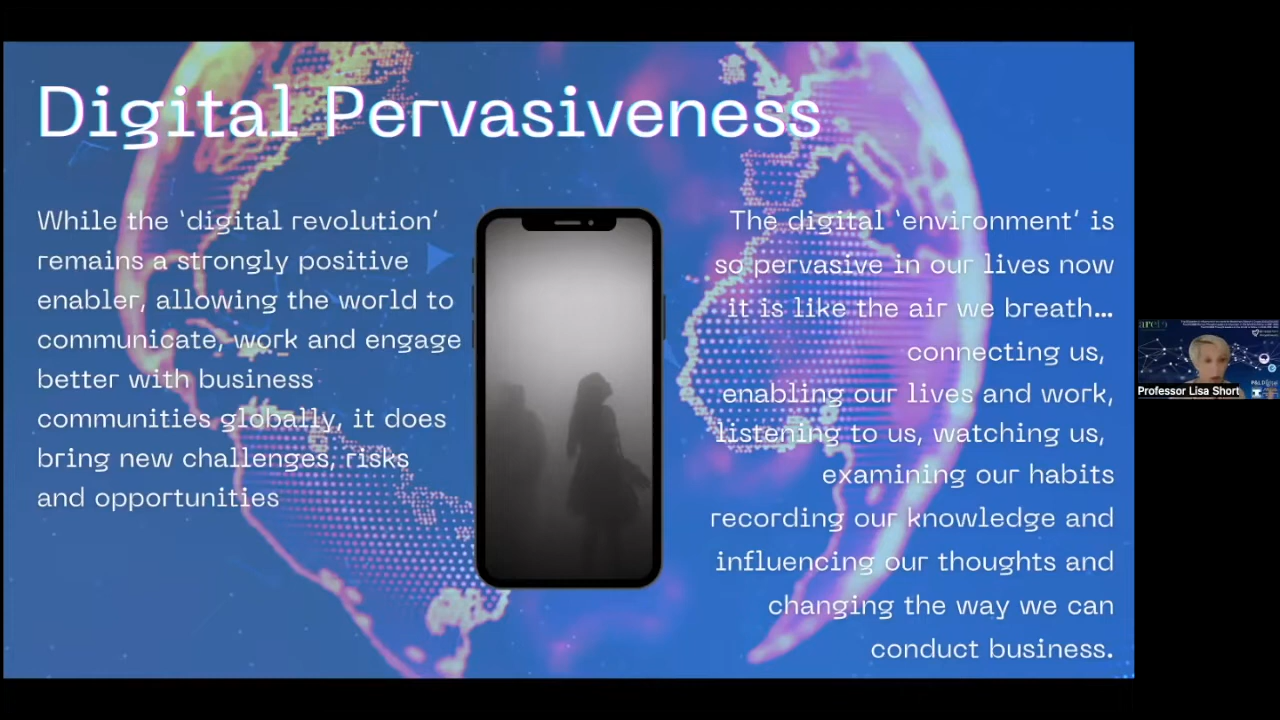 Digital Pervasiveness
While the ‘digital revolution’
remains a strongly positive
enabler, allowing the world to
communicate, work and engage
better with business
communities globally, it does
bring new challenges, risks
and opportunities
The digital ‘environment’ is
so pervasive in our lives now
it is like the air we breath…
connecting us,
enabling our lives and work,
listening to us, watching us,
examining our habits
recording our knowledge and
influencing our thoughts and
changing the way we can
conduct business.
Professor Lisa Short